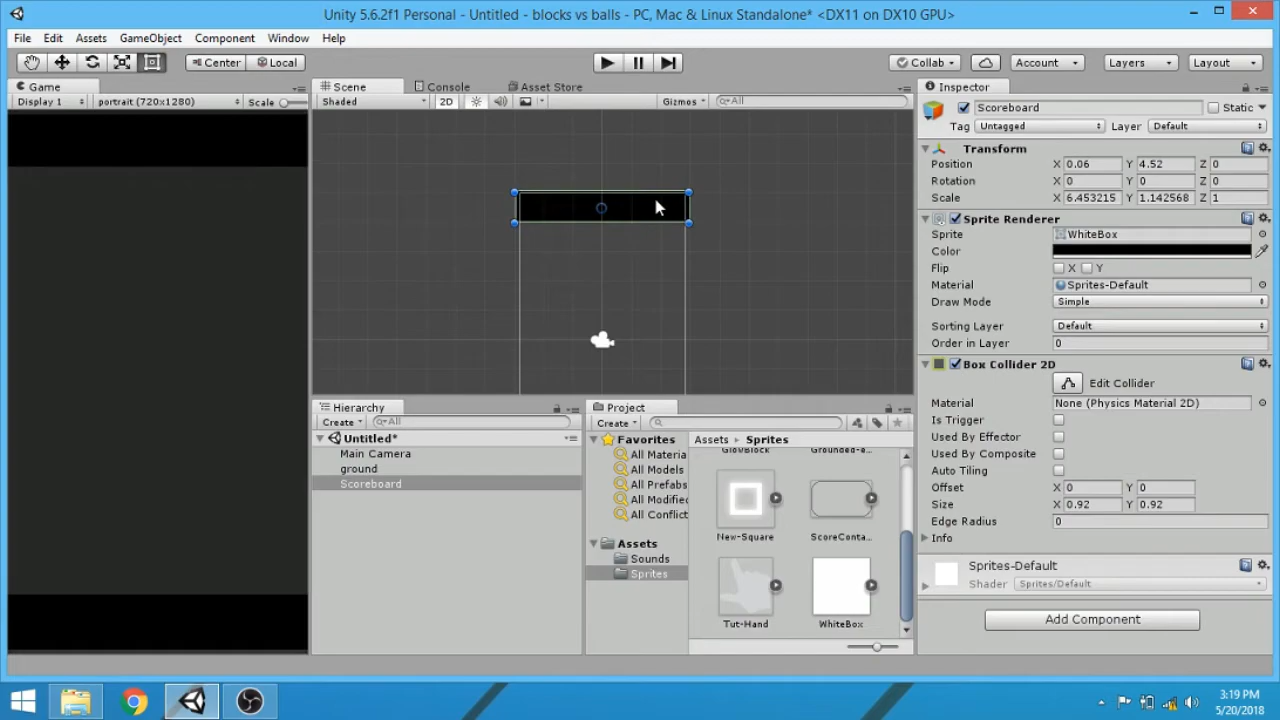 Unity 5.6.2f1 Personal - Untitled - blocks vs balls - PC, Mac & Linux Standalone* <DX11 on DX10 GPU>
File Edit Assets GameObject Component Window Help
Center Local Collab Account Layers Layout
Game
Display 1 portrait (720x1280) Scale
Scene Console Asset Store
Shaded 2D Gizmos All
Inspector
Scoreboard Static
Tag Untagged Layer Default
Transform
Position X 0.06 Y 4.52 Z 0
Rotation X 0 Y 0 Z 0
Scale X 6.453215 Y 1.142568 Z 1
Sprite Renderer
Sprite WhiteBox
Color
Flip X Y
Material Sprites-Default
Draw Mode Simple
Sorting Layer Default
Order in Layer 0
Box Collider 2D
Edit Collider
Material None (Physics Material 2D)
Is Trigger
Used By Effector
Used By Composite
Auto Tiling
Offset X 0 Y 0
Size X 0.92 Y 0.92
Edge Radius 0
Info
Sprites-Default
Shader Sprites/Default
Add Component
Hierarchy
Create All
Untitled*
Main Camera
ground
Scoreboard
Project
Create
Favorites
All Materia
All Models
All Prefabs
All Modified
All Conflict
Assets
Sounds
Sprites
Assets Sprites
GlovBlock Grounded-e...
New-Square ScoreConta...
Tut-Hand WhiteBox
3:19 PM
5/20/2018